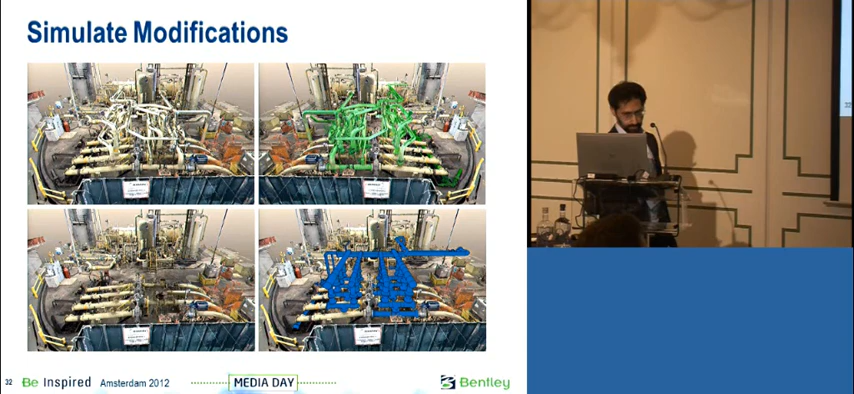 Simulate Modifications
32 Be Inspired Amsterdam 2012 MEDIA DAY Bentley